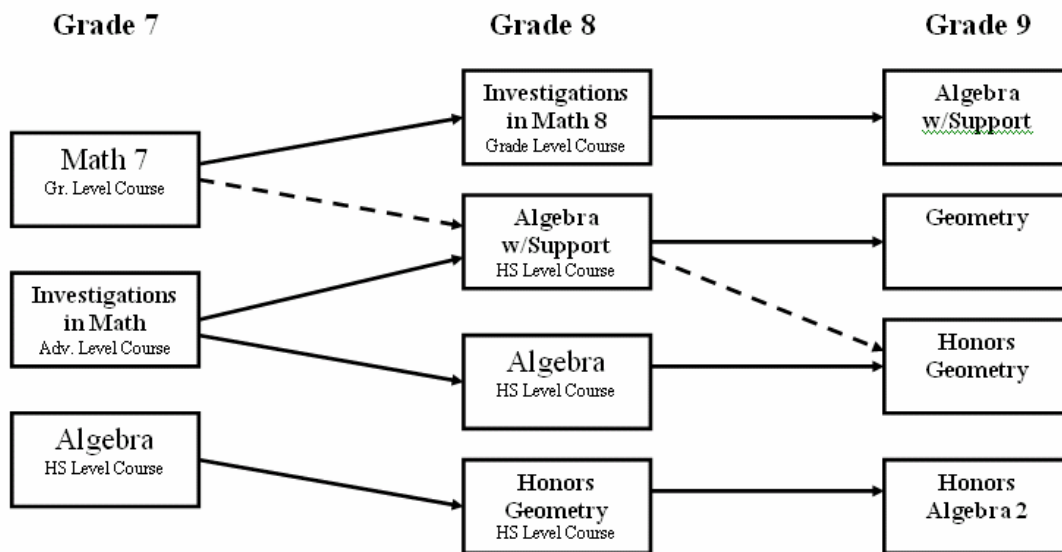 Grade 7
Grade 8
Grade 9
Math 7
Gr. Level Course
Investigations
in Math
Adv. Level Course
Algebra
HS Level Course
Investigations
in Math 8
Grade Level Course
Algebra
w/Support
HS Level Course
Algebra
HS Level Course
Honors
Geometry
HS Level Course
Algebra
w/Support
Geometry
Honors
Geometry
Honors
Algebra 2